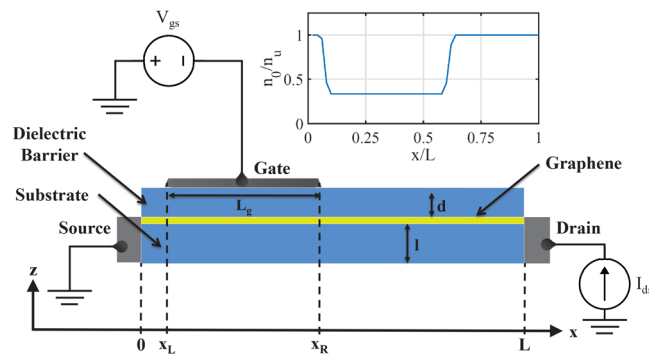 V_gs
+ −
1
0.5
0
n_0/n_u
0 0.25 0.5 0.75 1
x/L
Dielectric
Barrier
Gate
Graphene
Substrate
L_g
d
Source
l
Drain
I_ds
z
x
0 x_L x_R L